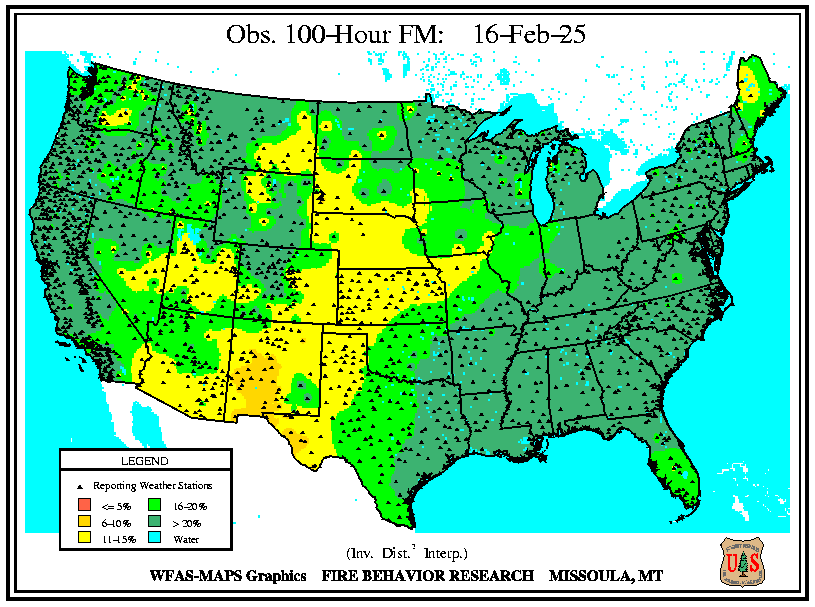 Obs. 100-Hour FM: 16-Feb-25
LEGEND
Reporting Weather Stations
<= 5% 16-20%
6-10% > 20%
11-15% Water
(Inv. Dist.² Interp.)
WFAS-MAPS Graphics FIRE BEHAVIOR RESEARCH MISSOULA, MT
U S